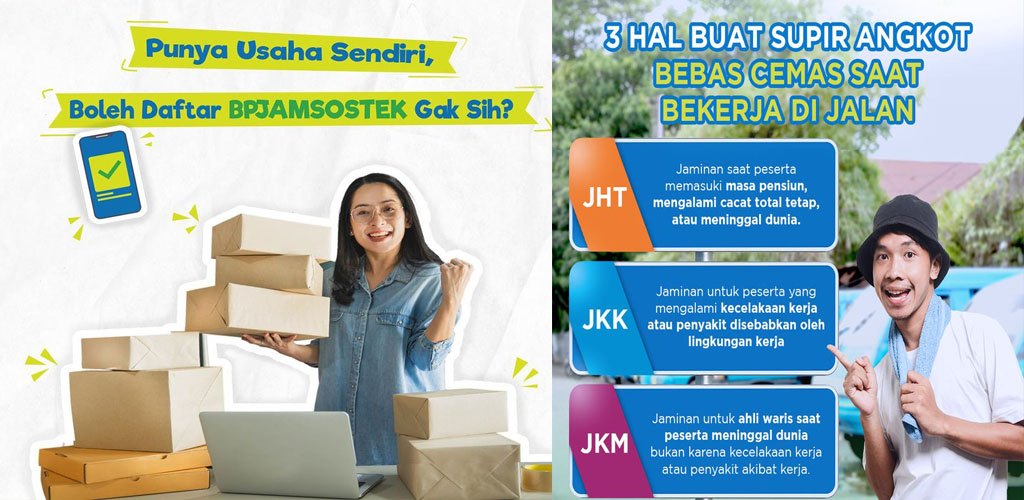 Punya Usaha Sendiri,
Boleh Daftar BPJAMSOSTEK Gak Sih?
3 HAL BUAT SUPIR ANGKOT
BEBAS CEMAS SAAT
BEKERJA DI JALAN
JHT
Jaminan saat peserta
memasuki masa pensiun,
mengalami cacat total tetap,
atau meninggal dunia.
JKK
Jaminan untuk peserta yang
mengalami kecelakaan kerja
atau penyakit disebabkan oleh
lingkungan kerja
JKM
Jaminan untuk ahli waris saat
peserta meninggal dunia
bukan karena kecelakaan kerja
atau penyakit akibat kerja.